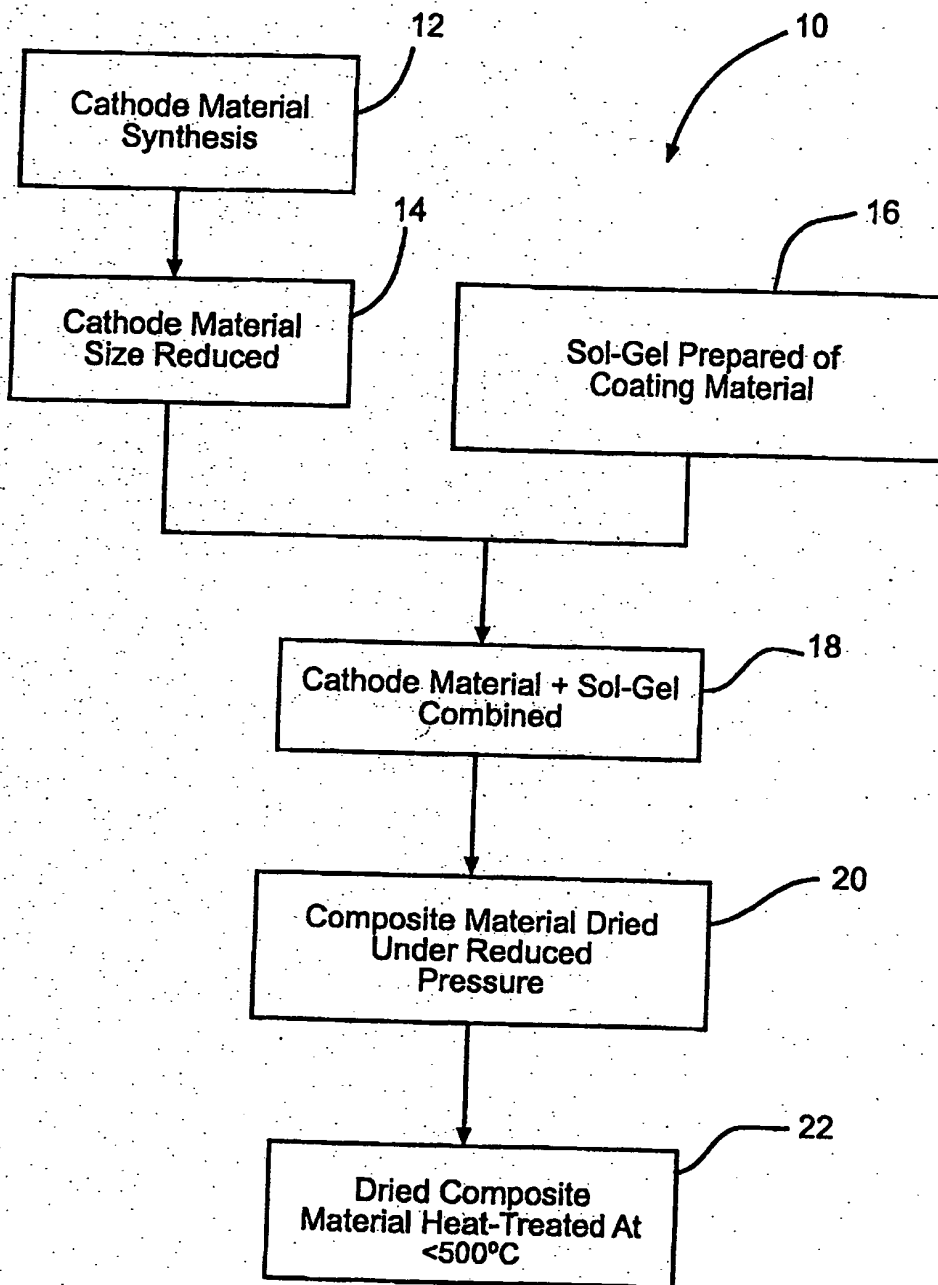 12
10
Cathode Material
Synthesis
14
16
Cathode Material
Size Reduced
Sol-Gel Prepared of
Coating Material
18
Cathode Material + Sol-Gel
Combined
20
Composite Material Dried
Under Reduced
Pressure
22
Dried Composite
Material Heat-Treated At
<500ºC